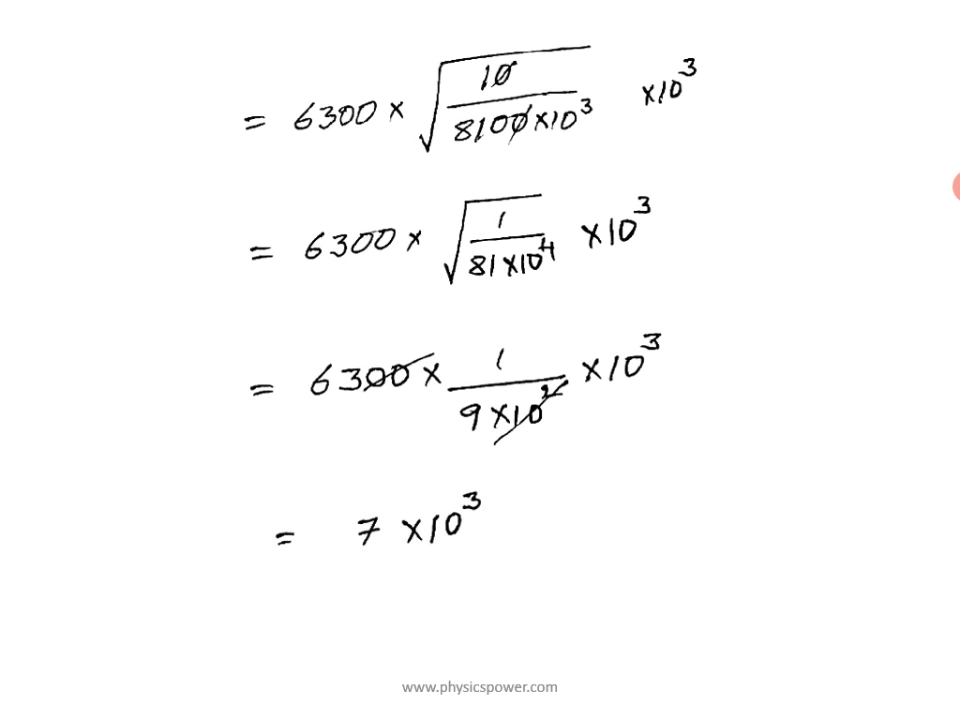 = 6300 × √(10 / 8100×10³) ×10³
= 6300 × √(1 / 81×10⁴) ×10³
= 6300 × 1 / 9×10² ×10³
= 7 ×10³
www.physicspower.com